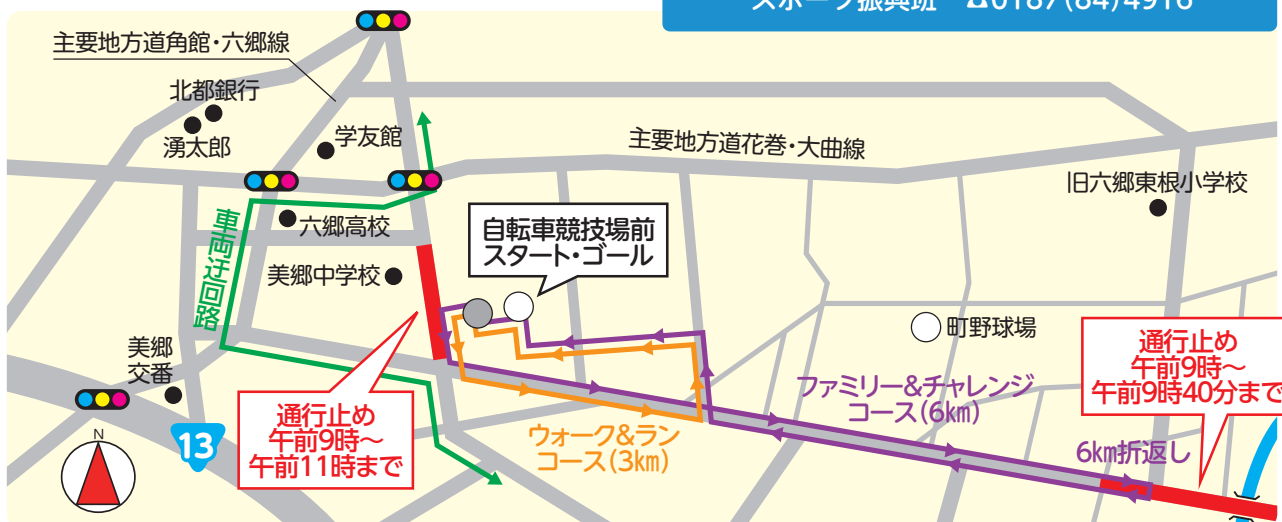 スポーツ振興班 ☎0187(84)4916
主要地方道角館・六郷線
北都銀行
湧太郎
学友館
主要地方道花巻・大曲線
旧六郷東根小学校
六郷高校
車両迂回路
自転車競技場前
スタート・ゴール
美郷中学校
町野球場
美郷
交番
通行止め
午前9時〜
午前9時40分まで
ファミリー&チャレンジ
コース(6km)
通行止め
午前9時〜
午前11時まで
ウォーク&ラン
コース(3km)
6km折返し
13
N